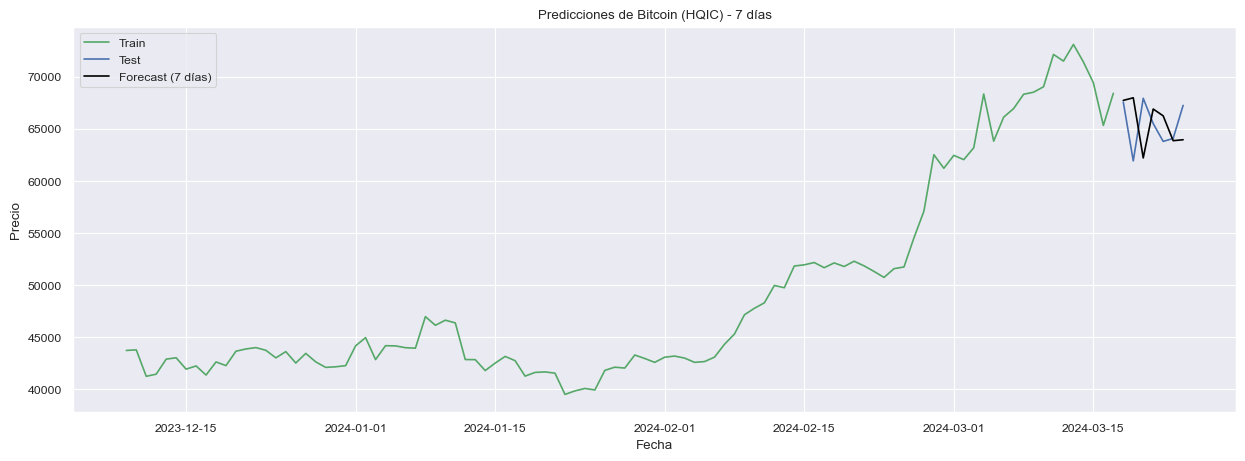 Predicciones de Bitcoin (HQIC) - 7 días
Train
Test
Forecast (7 días)
70000
65000
60000
55000
50000
45000
40000
Precio
2023-12-15
2024-01-01
2024-01-15
2024-02-01
2024-02-15
2024-03-01
2024-03-15
Fecha